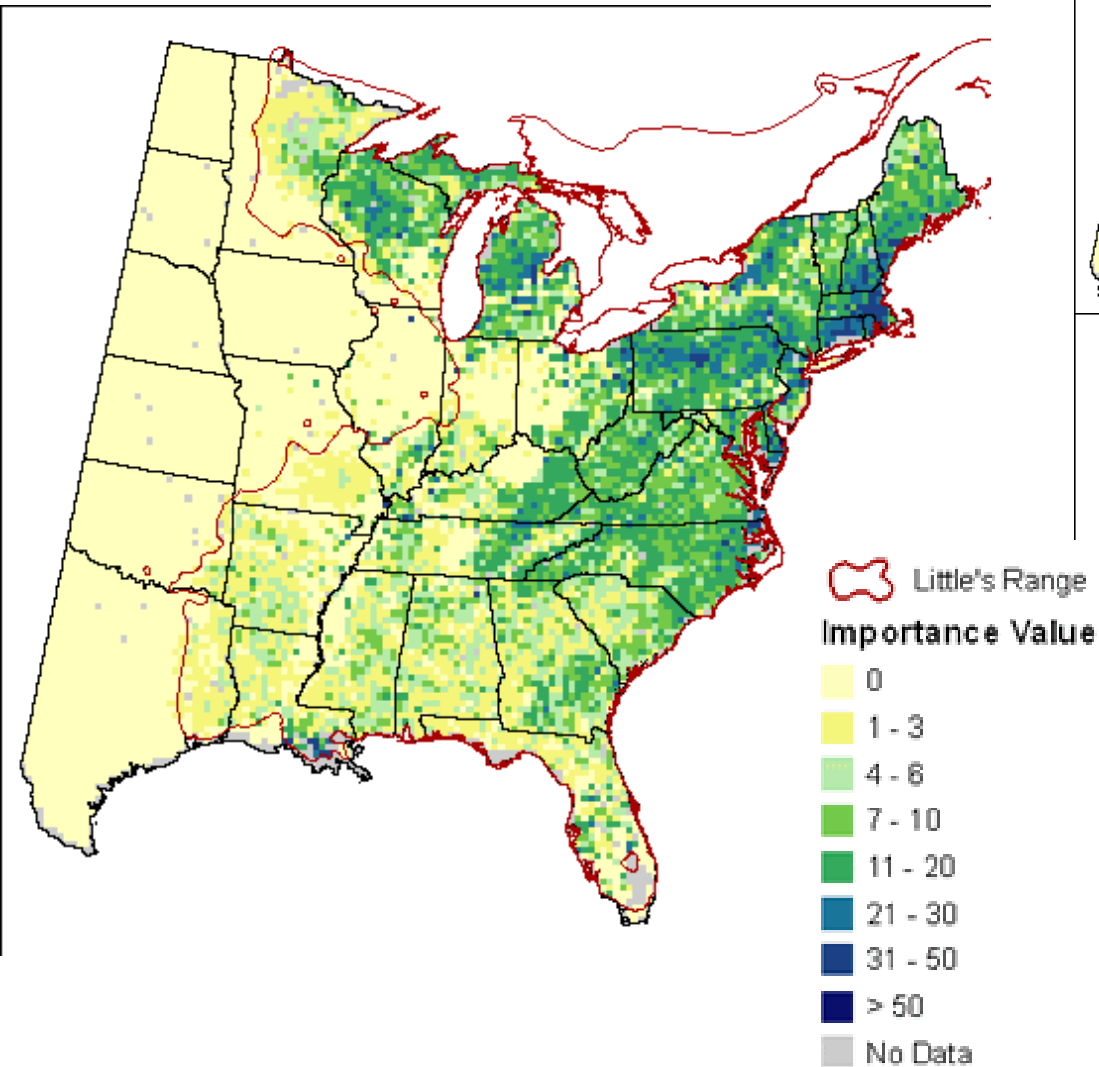 Little's Range
Importance Value
0
1 - 3
4 - 6
7 - 10
11 - 20
21 - 30
31 - 50
> 50
No Data